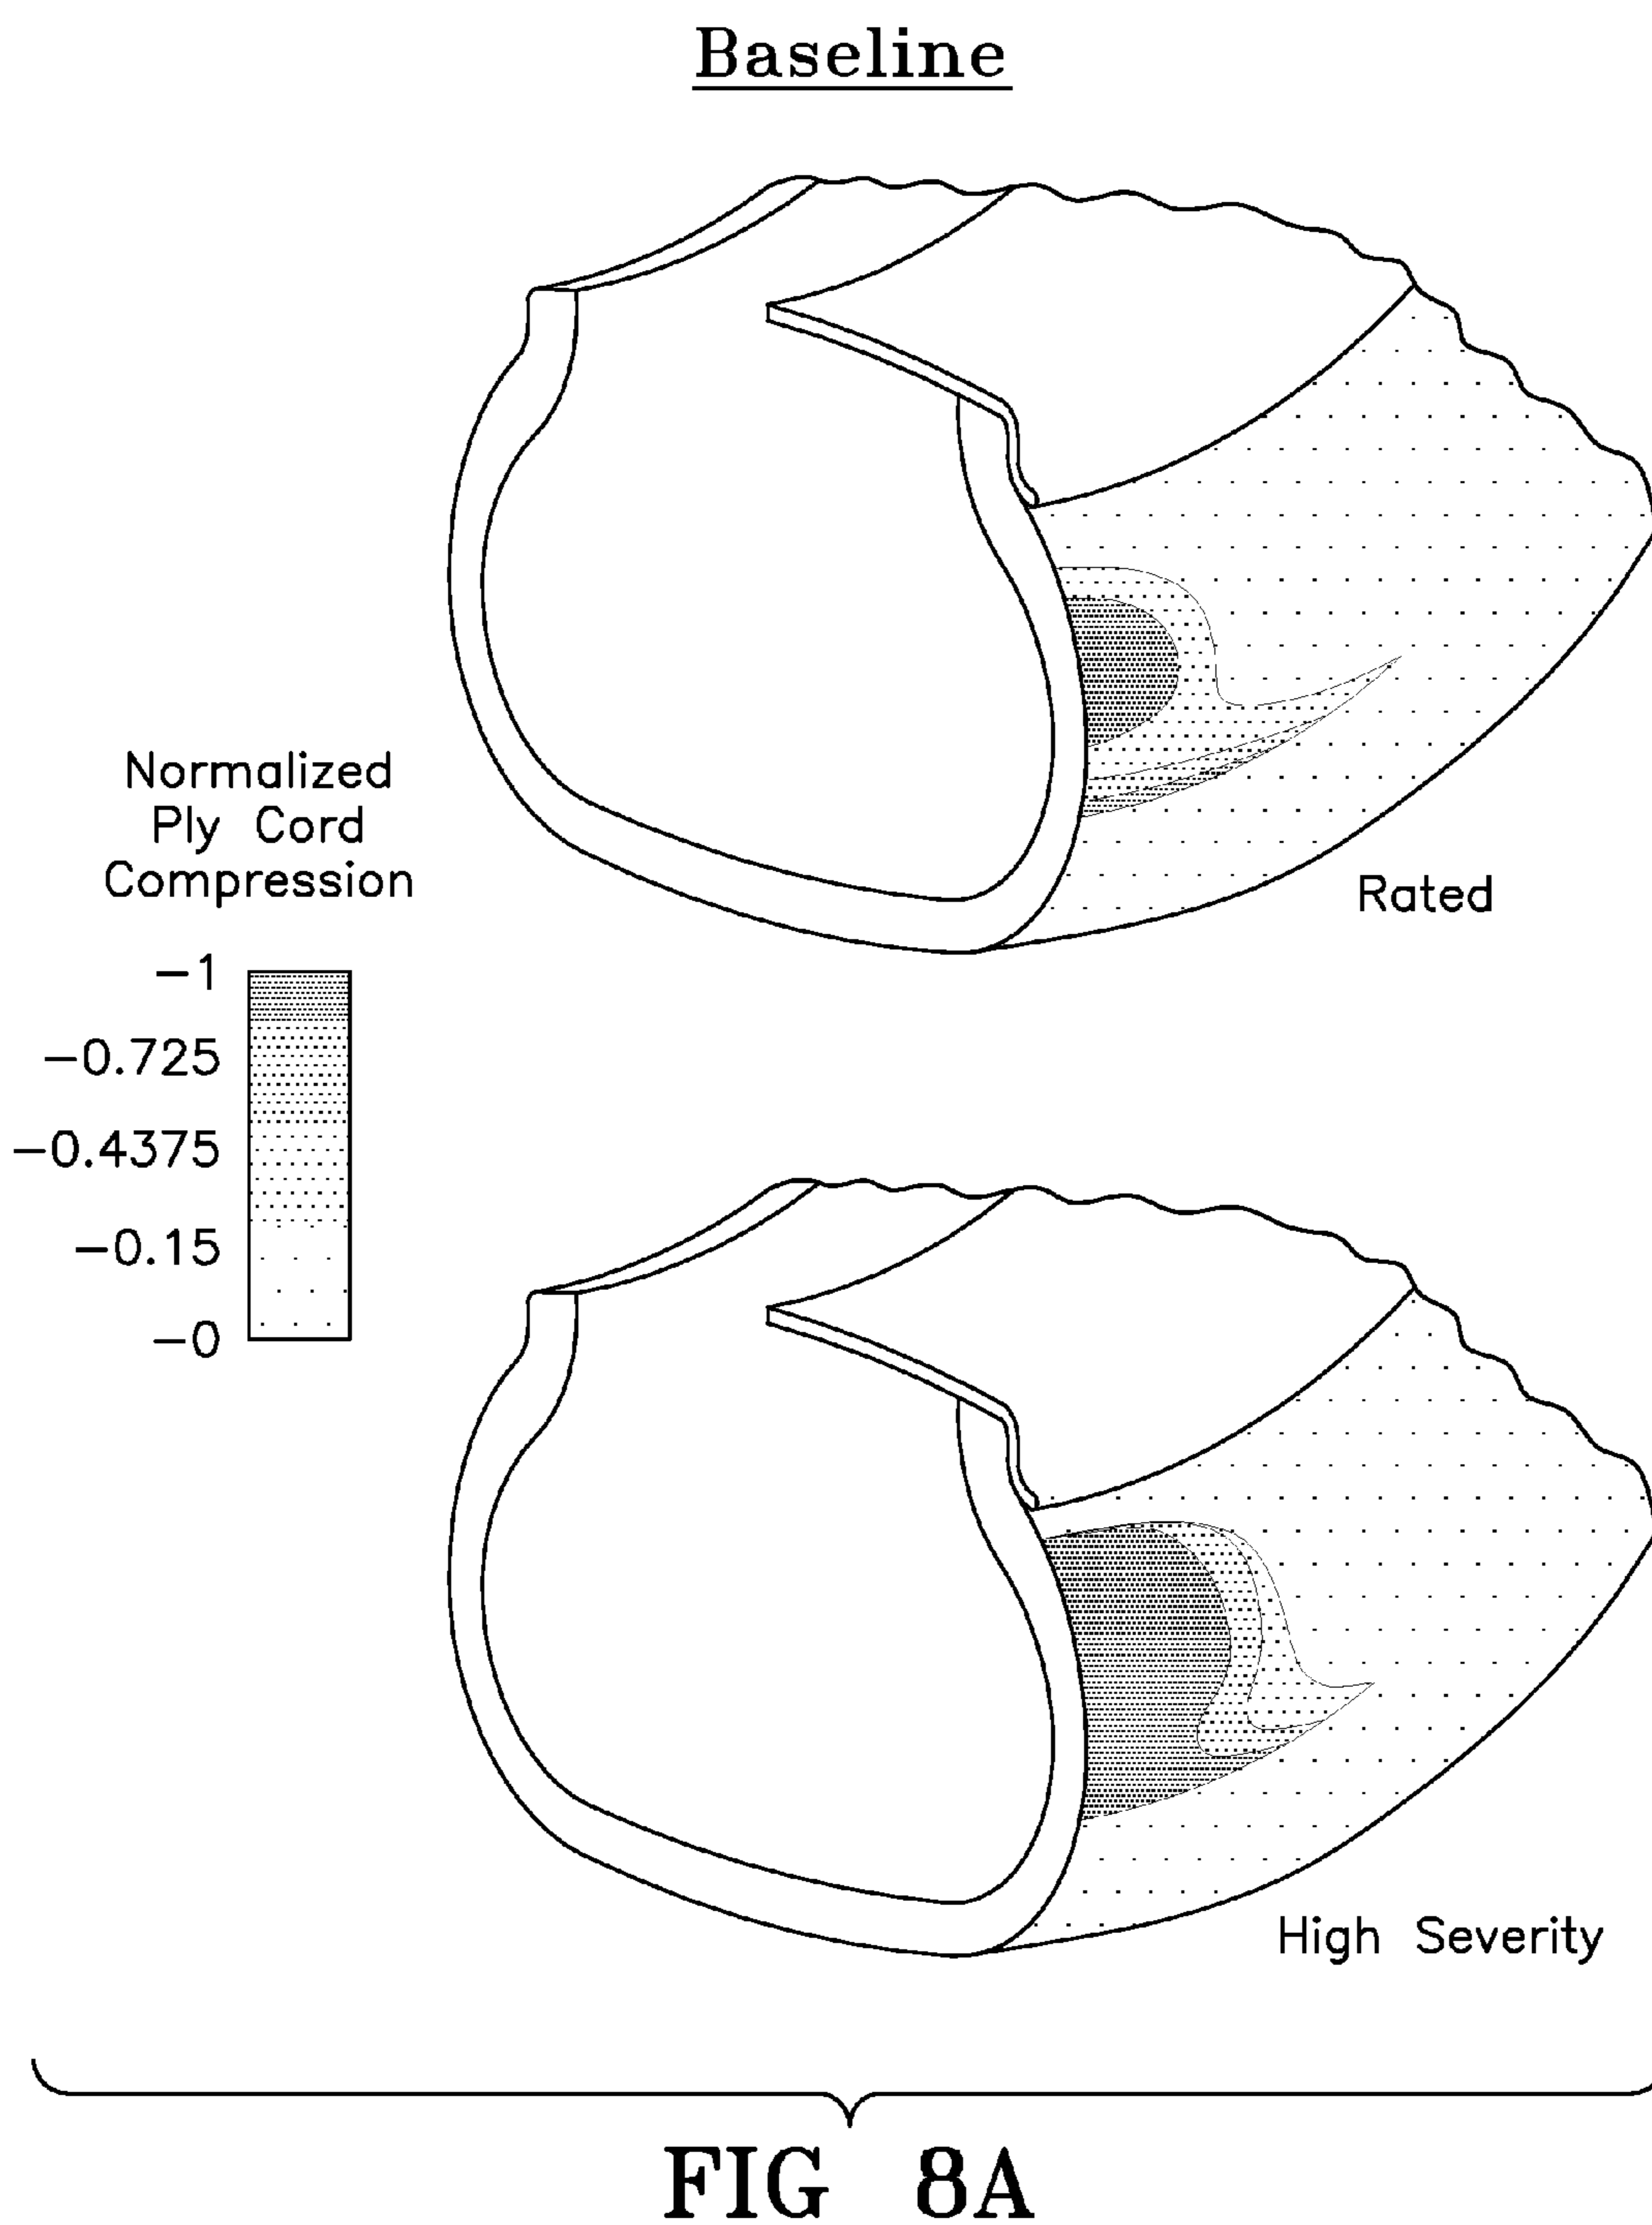 Baseline
Normalized
Ply Cord
Compression
Rated
−1
−0.725
−0.4375
−0.15
−0
High Severity
FIG 8A